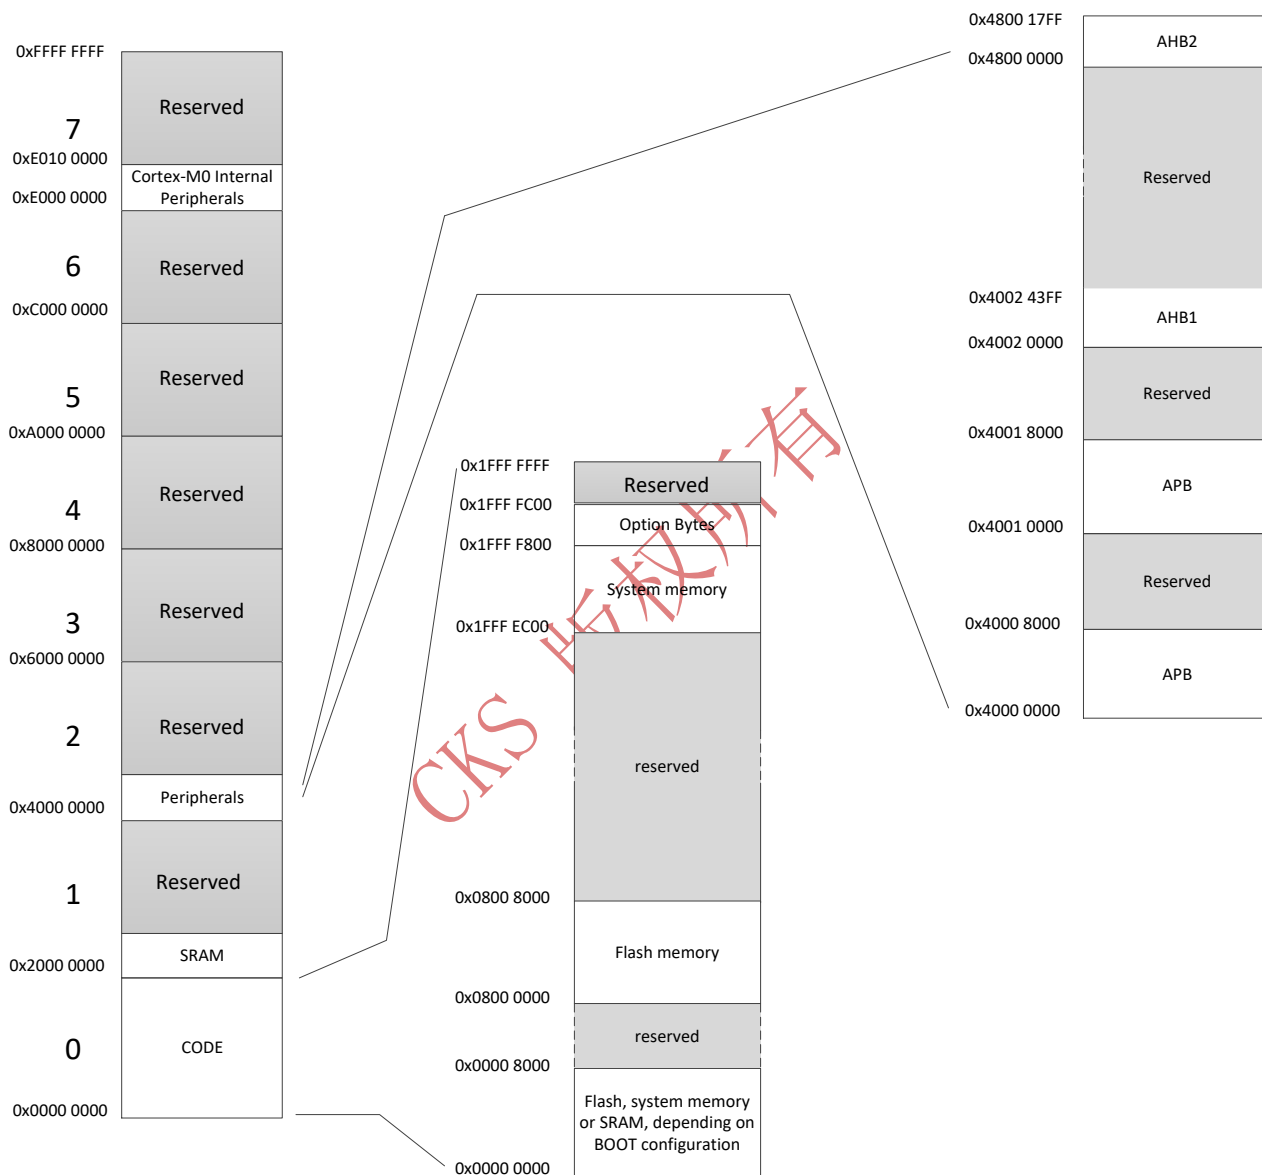 0xFFFF FFFF
Reserved
7
0xE010 0000
Cortex-M0 Internal
Peripherals
0xE000 0000
Reserved
6
0xC000 0000
Reserved
5
0xA000 0000
Reserved
4
0x8000 0000
Reserved
3
0x6000 0000
Reserved
2
Peripherals
0x4000 0000
Reserved
1
SRAM
0x2000 0000
CODE
0
0x0000 0000
0x1FFF FFFF
Reserved
0x1FFF FC00
Option Bytes
0x1FFF F800
System memory
0x1FFF EC00
reserved
0x0800 8000
Flash memory
0x0800 0000
reserved
0x0000 8000
Flash, system memory
or SRAM, depending on
BOOT configuration
0x0000 0000
0x4800 17FF
AHB2
0x4800 0000
Reserved
0x4002 43FF
AHB1
0x4002 0000
Reserved
0x4001 8000
APB
0x4001 0000
Reserved
0x4000 8000
APB
0x4000 0000
CKS 版权所有